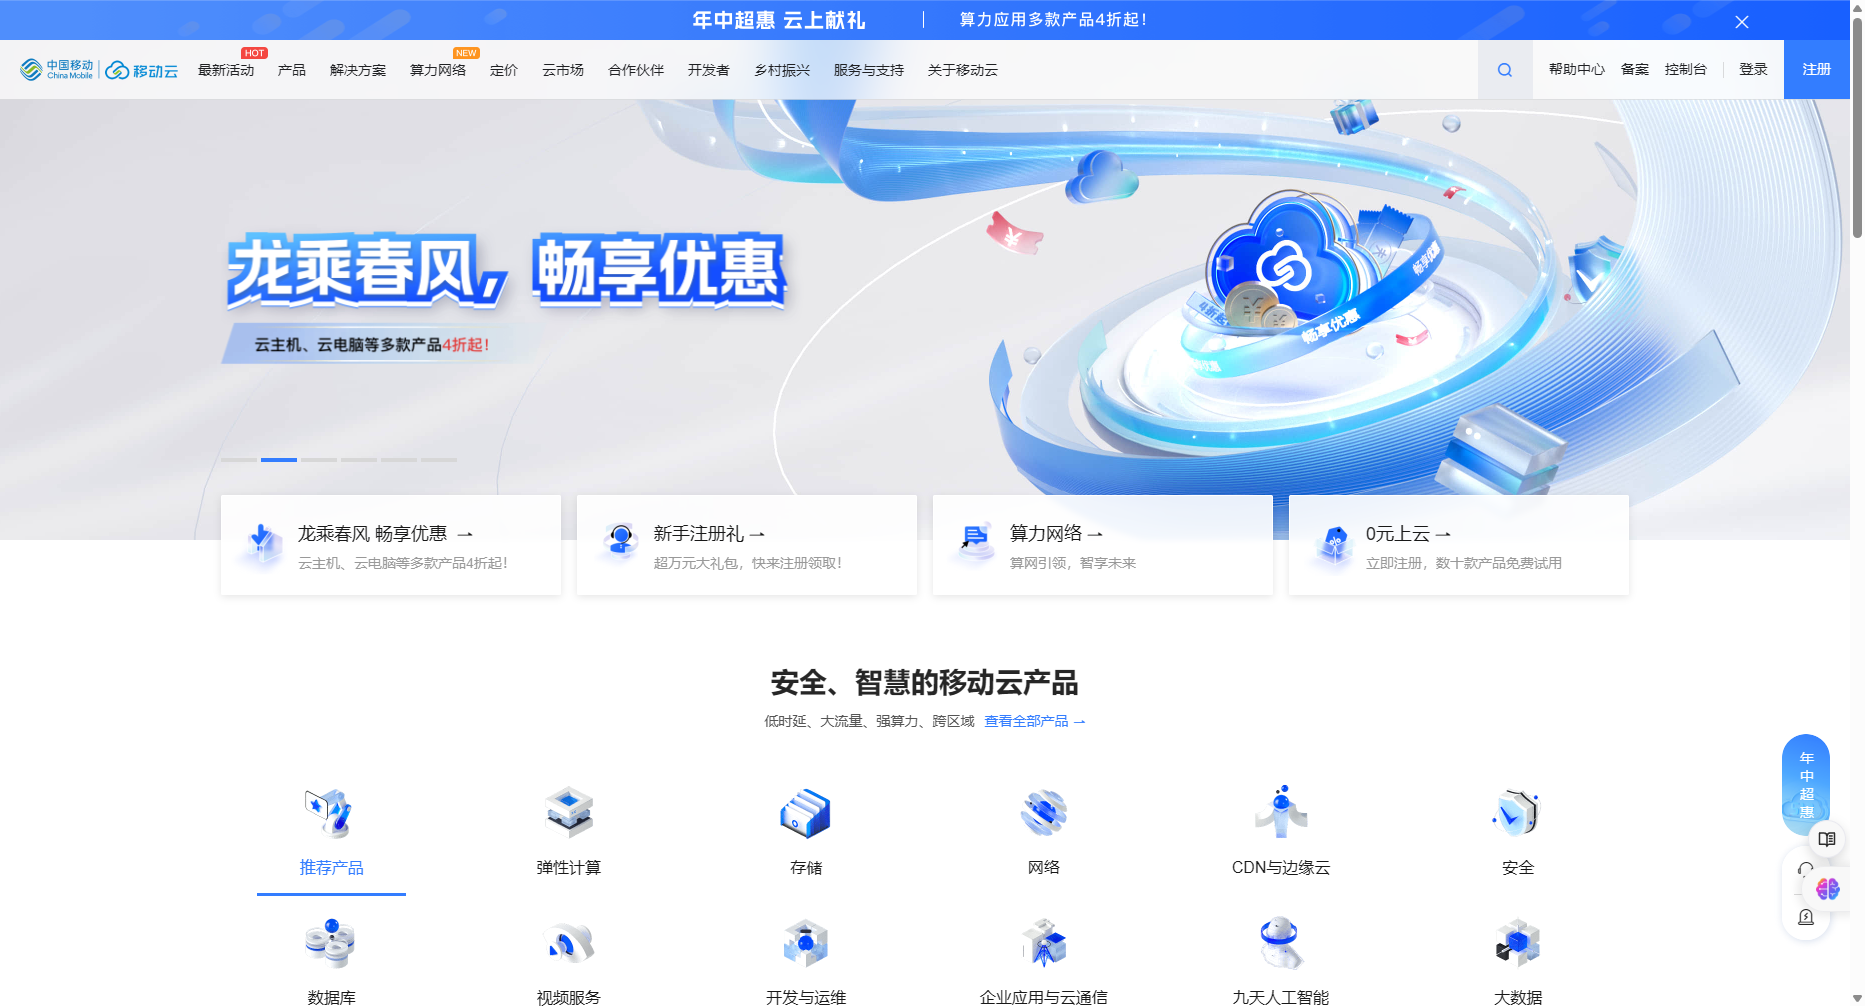 年中超惠 云上献礼
算力应用多款产品4折起！
中国移动
China Mobile
移动云
最新活动
HOT
产品
解决方案
算力网络
NEW
定价
云市场
合作伙伴
开发者
乡村振兴
服务与支持
关于移动云
帮助中心
备案
控制台
登录
注册
龙乘春风，畅享优惠
云主机、云电脑等多款产品4折起！
畅享优惠
畅享优惠
龙乘春风 畅享优惠
云主机、云电脑等多款产品4折起！
新手注册礼
超万元大礼包，快来注册领取！
算力网络
算网引领，智享未来
0元上云
立即注册，数十款产品免费试用
安全、智慧的移动云产品
低时延、大流量、强算力、跨区域 查看全部产品
推荐产品
弹性计算
存储
网络
CDN与边缘云
安全
数据库
视频服务
开发与运维
企业应用与云通信
九天人工智能
大数据
年中超惠